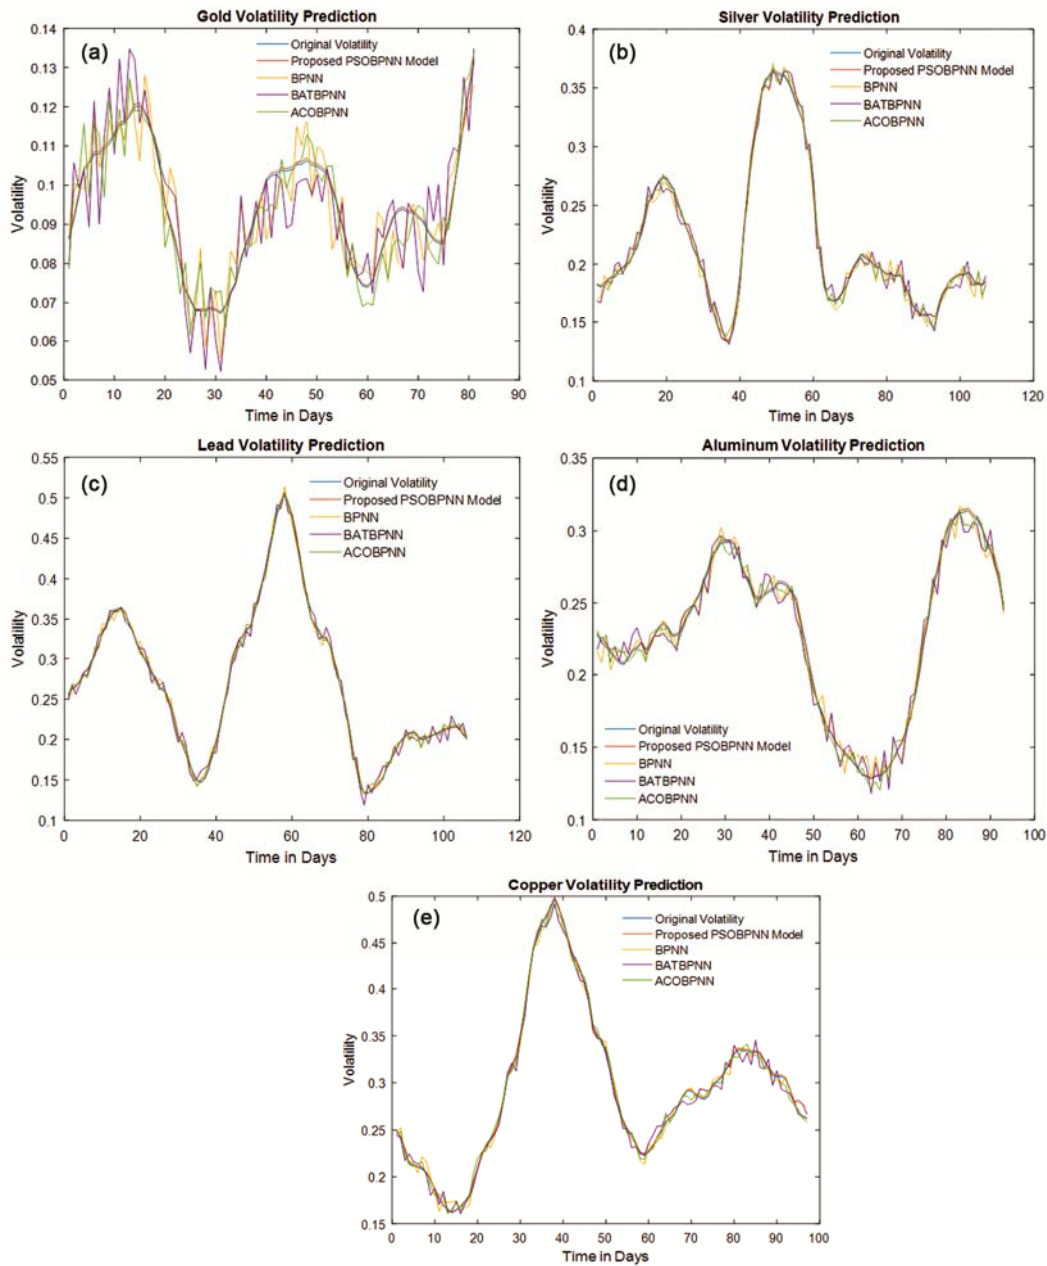 Gold Volatility Prediction
(a)
Original Volatility
Proposed PSOBPNN Model
BPNN
BATBPNN
ACOBPNN
0.14
0.13
0.12
0.11
0.1
0.09
0.08
0.07
0.06
0.05
Volatility
0 10 20 30 40 50 60 70 80 90
Time in Days
Silver Volatility Prediction
(b)
Original Volatility
Proposed PSOBPNN Model
BPNN
BATBPNN
ACOBPNN
0.4
0.35
0.3
0.25
0.2
0.15
0.1
Volatility
0 20 40 60 80 100 120
Time in Days
Lead Volatility Prediction
(c)
Original Volatility
Proposed PSOBPNN Model
BPNN
BATBPNN
ACOBPNN
0.55
0.5
0.45
0.4
0.35
0.3
0.25
0.2
0.15
0.1
Volatility
0 20 40 60 80 100 120
Time in Days
Aluminum Volatility Prediction
(d)
0.35
0.3
0.25
0.2
0.15
0.1
Volatility
Original Volatility
Proposed PSOBPNN Model
BPNN
BATBPNN
ACOBPNN
0 10 20 30 40 50 60 70 80 90 100
Time in Days
Copper Volatility Prediction
(e)
Original Volatility
Proposed PSOBPNN Model
BPNN
BATBPNN
ACOBPNN
0.5
0.45
0.4
0.35
0.3
0.25
0.2
0.15
Volatility
0 10 20 30 40 50 60 70 80 90 100
Time in Days